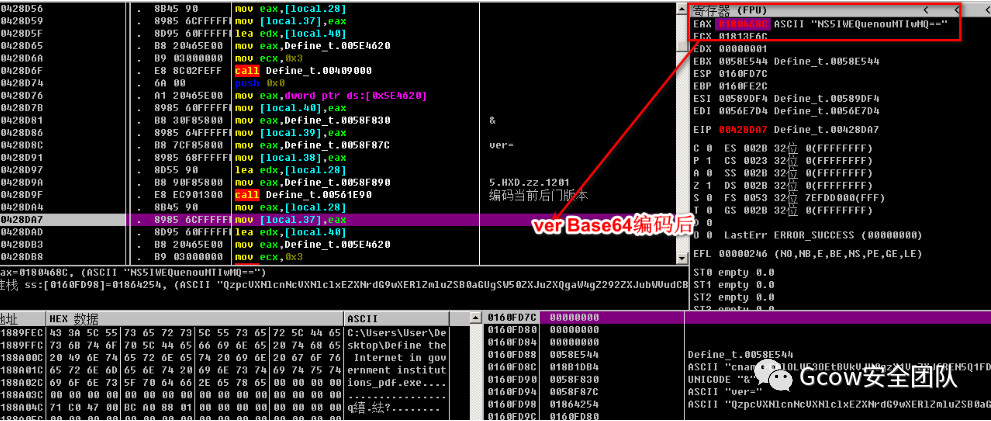 0428D56 . 8B45 90 mov eax,[local.28]
0428D59 . 8985 6CFFFFFF mov [local.37],eax
0428D5F . 8D95 60FFFFFF lea edx,[local.40]
0428D65 . B8 20465E00 mov eax,Define_t.005E4620
0428D6A . B9 03000000 mov ecx,0x3
0428D6F . E8 8C02FEFF call Define_t.00409000
0428D74 . 6A 00 push 0x0
0428D76 . A1 20465E00 mov eax,dword ptr ds:[0x5E4620]
. 8985 60FFFFFF mov [local.40],eax
0428D81 . B8 30F85800 mov eax,Define_t.0058F830 &
0428D86 . 8985 64FFFFFF mov [local.39],eax
0428D8C . B8 7CF85800 mov eax,Define_t.0058F87C ver=
0428D91 . 8985 68FFFFFF mov [local.38],eax
0428D97 . 8D55 90 lea edx,[local.28]
0428D9A . B8 90F85800 mov eax,Define_t.0058F890 5.HXD.zz.1201
0428D9F . E8 EC901300 call Define_t.00561E90 编码当前后门版本
0428DA4 . 8B45 90 mov eax,[local.28]
0428DA7 . 8985 6CFFFFFF mov [local.37],eax
0428DAD . 8D95 60FFFFFF lea edx,[local.40]
0428DB3 . B8 20465E00 mov eax,Define_t.005E4620
0428DB8 . B9 03000000 mov ecx,0x3
ver Base64编码后
寄存器 (FPU) < < <
EAX 0180468C ASCII "NS5IWEQuenouMTIwMQ=="
ECX 01813E6C
EDX 00000001
EBX 0058E544 Define_t.0058E544
ESP 0160FD7C
EBP 0160FE2C
ESI 00589DF4 Define_t.00589DF4
EDI 0056E7D4 Define_t.0056E7D4
EIP 00428DA7 Define_t.00428DA7
C 0 ES 002B 32位 0(FFFFFFFF)
P 1 CS 0023 32位 0(FFFFFFFF)
A 0 SS 002B 32位 0(FFFFFFFF)
Z 1 DS 002B 32位 0(FFFFFFFF)
S 0 FS 0053 32位 7EFDD000(FFF)
T 0 GS 002B 32位 0(FFFFFFFF)
D 0
O 0 LastErr ERROR_SUCCESS (00000000)
EFL 00000246 (NO,NB,E,BE,NS,PE,GE,LE)
ST0 empty 0.0
ST1 empty 0.0
ST2 empty 0.0
ST3 empty 0.0
eax=0180468C, (ASCII "NS5IWEQuenouMTIwMQ==")
堆栈 ss:[0160FD98]=01864254,
地址 HEX 数据 ASCII
1889FEC 43 3A 5C 55 73 65 72 73 5C 55 73 65 72 5C 44 65 C:\Users\User\De
1889FFC 73 6B 74 6F 70 5C 44 65 66 69 6E 65 20 74 68 65 sktop\Define the
188A00C 20 49 6E 74 65 72 6E 65 74 20 69 6E 20 67 6F 76 Internet in gov
188A01C 65 72 6E 6D 65 6E 74 20 69 6E 73 74 69 74 75 74 ernment institut
188A02C 69 6F 6E 73 5F 70 64 66 2E 65 78 65 00 00 00 00 ions_pdf.exe....
188A03C 00 00 00 00 00 00 00 00 00 00 00 00 00 00 00 00 ................
188A04C 71 C0 47 00 BC A0 88 01 00 00 00 00 00 00 00 00
0160FD7C 00000000
0160FD80 00000000
0160FD84 00000000
0160FD88 0058E544 Define_t.0058E544
0160FD8C 018B1DB4
0160FD90 0058F830 UNICODE "&"
0160FD94 0058F87C ASCII "ver="
0160FD98 01864254
0160FD9C 0160FD80
Gcow安全团队